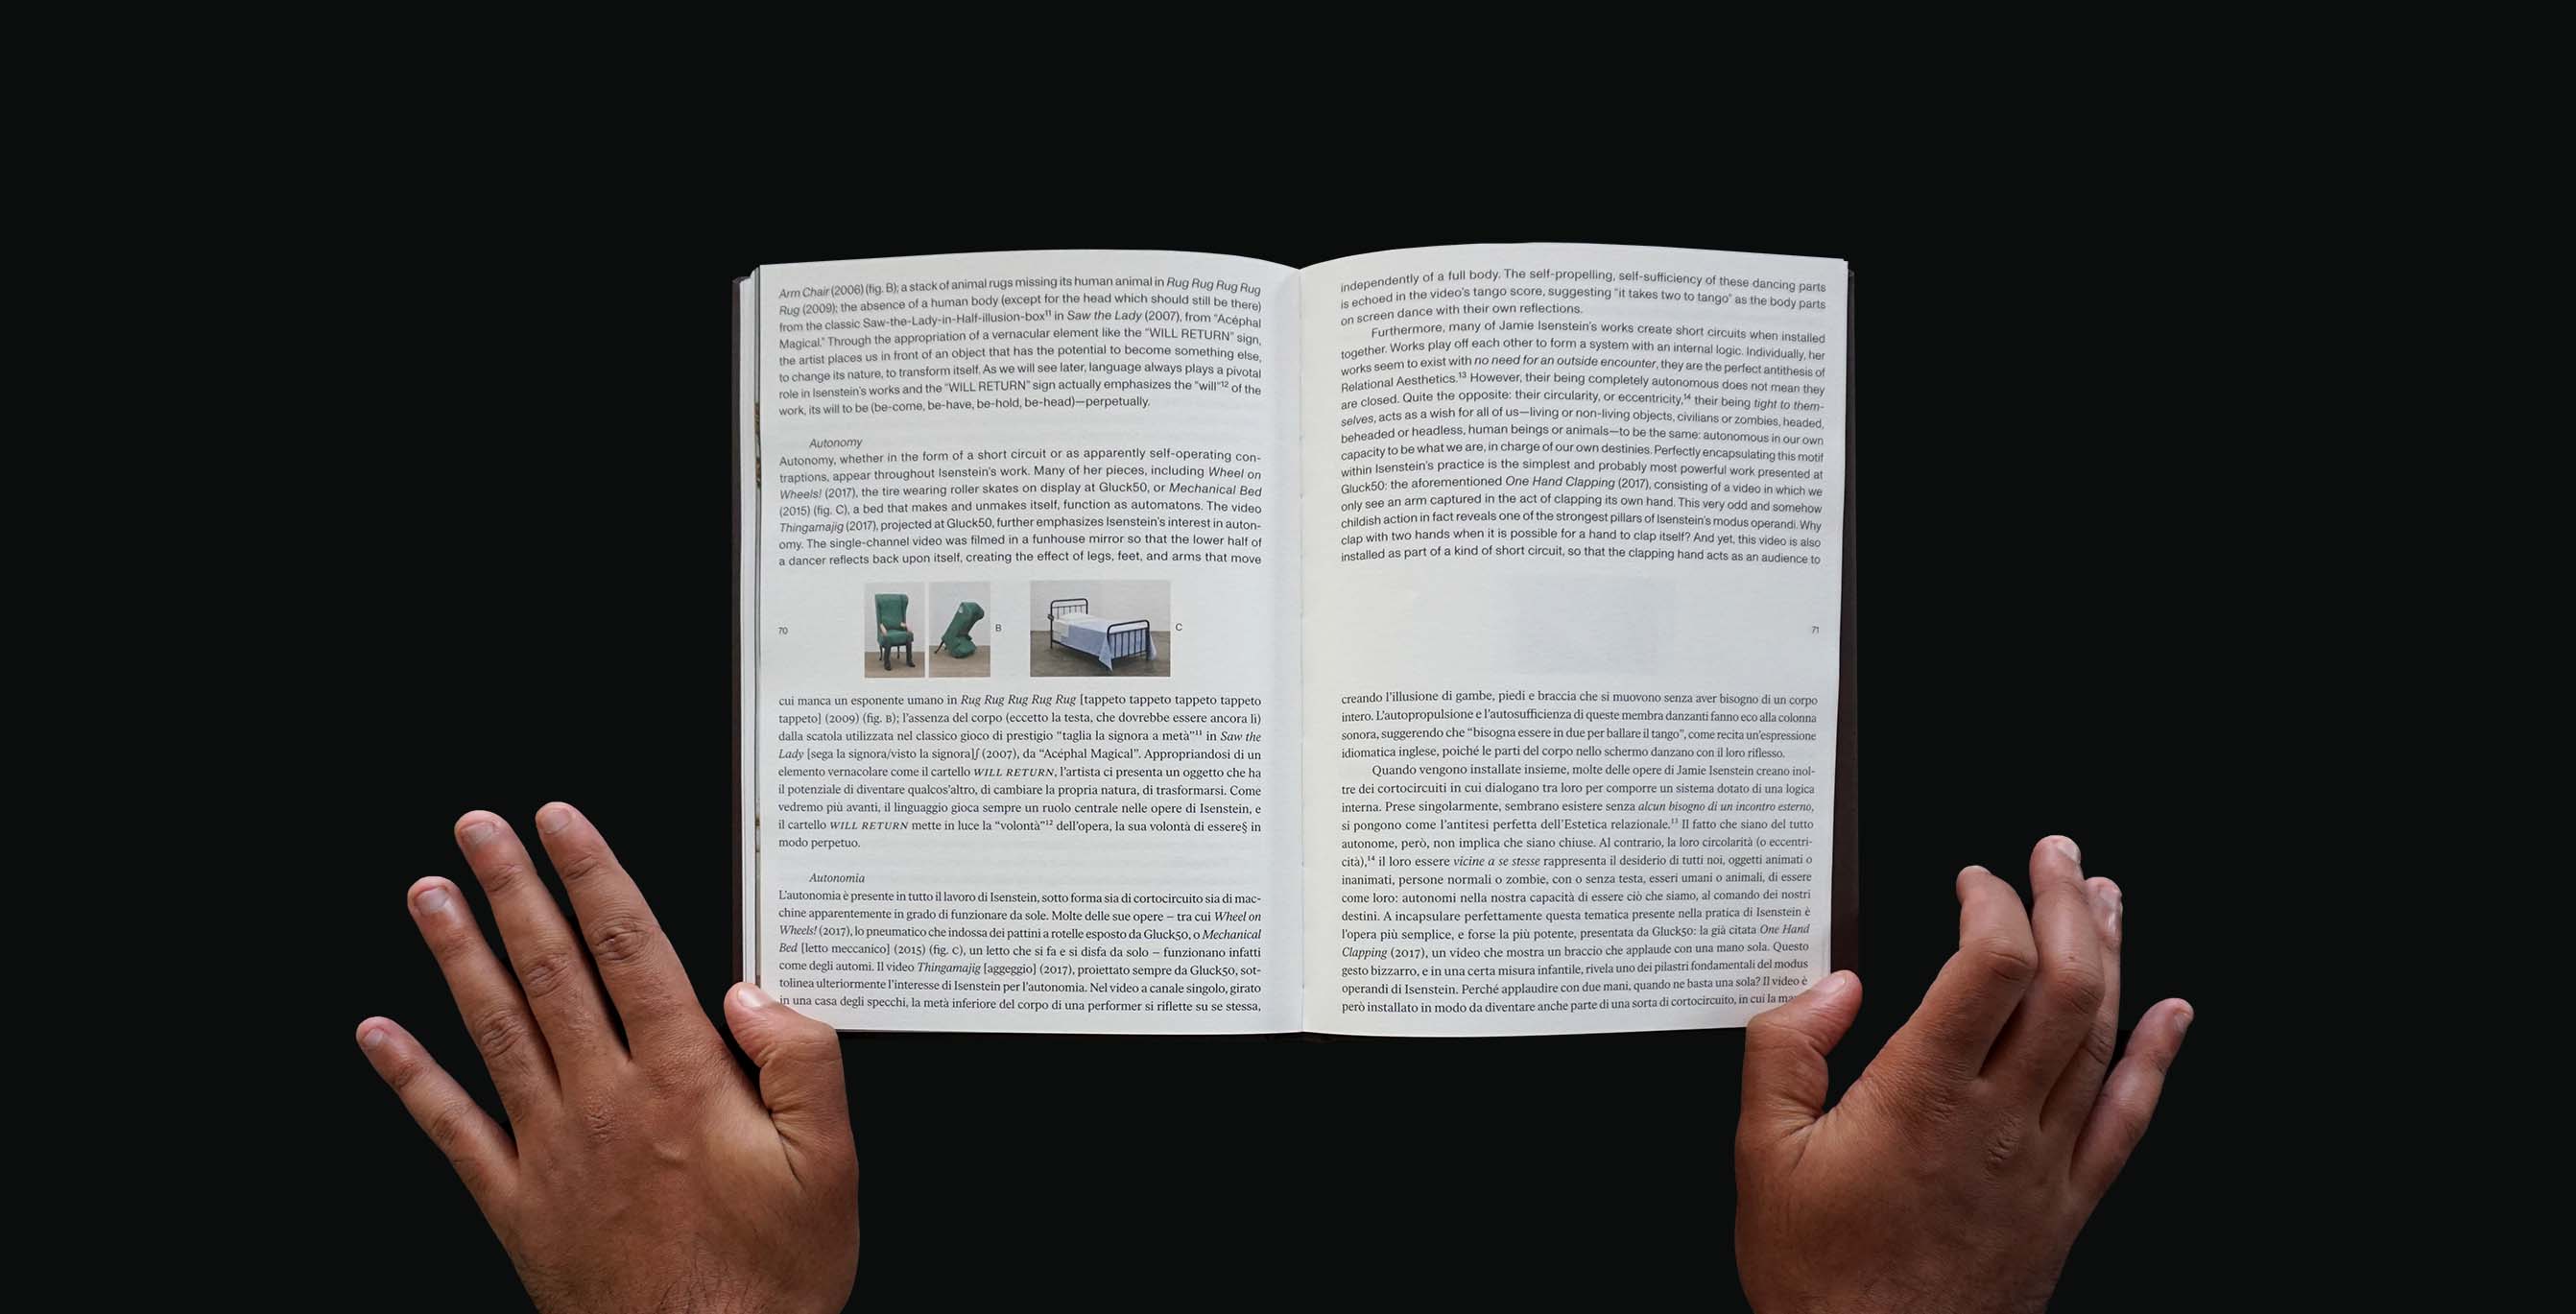 Arm Chair (2006) (fig. B); a stack of animal rugs missing its human animal in Rug Rug Rug Rug
Rug (2009); the absence of a human body (except for the head which should still be there)
from the classic Saw-the-Lady-in-Half-illusion-box¹¹ in Saw the Lady (2007), from “Acéphal
Magical.” Through the appropriation of a vernacular element like the “WILL RETURN” sign,
the artist places us in front of an object that has the potential to become something else,
to change its nature, to transform itself. As we will see later, language always plays a pivotal
role in Isenstein’s works and the “WILL RETURN” sign actually emphasizes the “will”¹² of the
work, its will to be (be-come, be-have, be-hold, be-head)—perpetually.
Autonomy
Autonomy, whether in the form of a short circuit or as apparently self-operating con-
traptions, appear throughout Isenstein’s work. Many of her pieces, including Wheel on
Wheels! (2017), the tire wearing roller skates on display at Gluck50, or Mechanical Bed
(2015) (fig. C), a bed that makes and unmakes itself, function as automatons. The video
Thingamajig (2017), projected at Gluck50, further emphasizes Isenstein’s interest in auton-
omy. The single-channel video was filmed in a funhouse mirror so that the lower half of
a dancer reflects back upon itself, creating the effect of legs, feet, and arms that move
70
B
C
cui manca un esponente umano in Rug Rug Rug Rug Rug [tappeto tappeto tappeto tappeto
tappeto] (2009) (fig. B); l’assenza del corpo (eccetto la testa, che dovrebbe essere ancora lì)
dalla scatola utilizzata nel classico gioco di prestigio “taglia la signora a metà”¹¹ in Saw the
Lady [sega la signora/visto la signora]ʃ (2007), da “Acéphal Magical”. Appropriandosi di un
elemento vernacolare come il cartello WILL RETURN, l’artista ci presenta un oggetto che ha
il potenziale di diventare qualcos’altro, di cambiare la propria natura, di trasformarsi. Come
vedremo più avanti, il linguaggio gioca sempre un ruolo centrale nelle opere di Isenstein, e
il cartello WILL RETURN mette in luce la “volontà”¹² dell’opera, la sua volontà di essere§ in
modo perpetuo.
Autonomia
L’autonomia è presente in tutto il lavoro di Isenstein, sotto forma sia di cortocircuito sia di mac-
chine apparentemente in grado di funzionare da sole. Molte delle sue opere – tra cui Wheel on
Wheels! (2017), lo pneumatico che indossa dei pattini a rotelle esposto da Gluck50, o Mechanical
Bed [letto meccanico] (2015) (fig. C), un letto che si fa e si disfa da solo – funzionano infatti
come degli automi. Il video Thingamajig [aggeggio] (2017), proiettato sempre da Gluck50, sot-
tolinea ulteriormente l’interesse di Isenstein per l’autonomia. Nel video a canale singolo, girato
in una casa degli specchi, la metà inferiore del corpo di una performer si riflette su se stessa,
independently of a full body. The self-propelling, self-sufficiency of these dancing parts
is echoed in the video’s tango score, suggesting “it takes two to tango” as the body parts
on screen dance with their own reflections.
Furthermore, many of Jamie Isenstein’s works create short circuits when installed
together. Works play off each other to form a system with an internal logic. Individually, her
works seem to exist with no need for an outside encounter, they are the perfect antithesis of
Relational Aesthetics.¹³ However, their being completely autonomous does not mean they
are closed. Quite the opposite: their circularity, or eccentricity,¹⁴ their being tight to them-
selves, acts as a wish for all of us—living or non-living objects, civilians or zombies, headed,
beheaded or headless, human beings or animals—to be the same: autonomous in our own
capacity to be what we are, in charge of our own destinies. Perfectly encapsulating this motif
within Isenstein’s practice is the simplest and probably most powerful work presented at
Gluck50: the aforementioned One Hand Clapping (2017), consisting of a video in which we
only see an arm captured in the act of clapping its own hand. This very odd and somehow
childish action in fact reveals one of the strongest pillars of Isenstein’s modus operandi. Why
clap with two hands when it is possible for a hand to clap itself? And yet, this video is also
installed as part of a kind of short circuit, so that the clapping hand acts as an audience to
71
creando l’illusione di gambe, piedi e braccia che si muovono senza aver bisogno di un corpo
intero. L’autopropulsione e l’autosufficienza di queste membra danzanti fanno eco alla colonna
sonora, suggerendo che “bisogna essere in due per ballare il tango”, come recita un’espressione
idiomatica inglese, poiché le parti del corpo nello schermo danzano con il loro riflesso.
Quando vengono installate insieme, molte delle opere di Jamie Isenstein creano inol-
tre dei cortocircuiti in cui dialogano tra loro per comporre un sistema dotato di una logica
interna. Prese singolarmente, sembrano esistere senza alcun bisogno di un incontro esterno,
si pongono come l’antitesi perfetta dell’Estetica relazionale.¹³ Il fatto che siano del tutto
autonome, però, non implica che siano chiuse. Al contrario, la loro circolarità (o eccentri-
cità),¹⁴ il loro essere vicine a se stesse rappresenta il desiderio di tutti noi, oggetti animati o
inanimati, persone normali o zombie, con o senza testa, esseri umani o animali, di essere
come loro: autonomi nella nostra capacità di essere ciò che siamo, al comando dei nostri
destini. A incapsulare perfettamente questa tematica presente nella pratica di Isenstein è
l’opera più semplice, e forse la più potente, presentata da Gluck50: la già citata One Hand
Clapping (2017), un video che mostra un braccio che applaude con una mano sola. Questo
gesto bizzarro, e in una certa misura infantile, rivela uno dei pilastri fondamentali del modus
operandi di Isenstein. Perché applaudire con due mani, quando ne basta una sola? Il video è
però installato in modo da diventare anche parte di una sorta di cortocircuito, in cui la